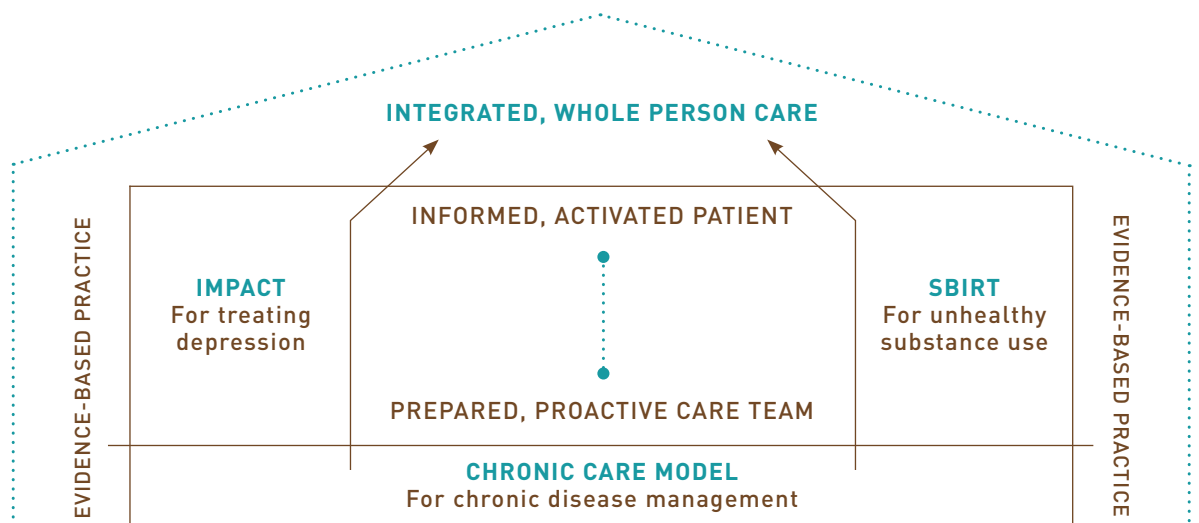 INTEGRATED, WHOLE PERSON CARE
INFORMED, ACTIVATED PATIENT
EVIDENCE-BASED PRACTICE
IMPACT
For treating
depression
SBIRT
For unhealthy
substance use
EVIDENCE-BASED PRACTICE
PREPARED, PROACTIVE CARE TEAM
CHRONIC CARE MODEL
For chronic disease management